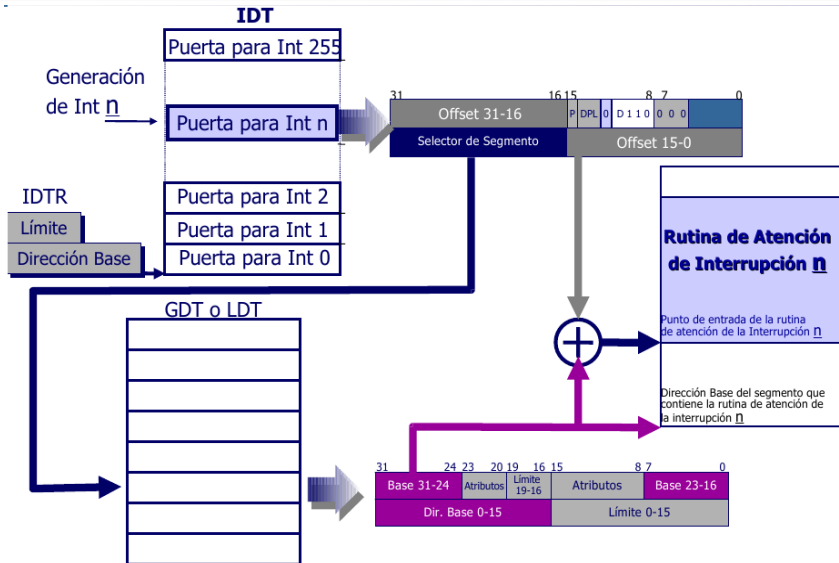 IDT
Puerta para Int 255
Generación
de Int n
Puerta para Int n
31
16
15
8
7
0
Offset 31-16
P
DPL
0
D 1 1 0
0 0 0
Selector de Segmento
Offset 15-0
IDTR
Límite
Dirección Base
Puerta para Int 2
Puerta para Int 1
Puerta para Int 0
Rutina de Atención
de Interrupción n
Punto de entrada de la rutina
de atención de la Interrupción n
GDT o LDT
Dirección Base del segmento que
contiene la rutina de atención de
la interrupción n
31
24
23
20
19
16
15
8
7
0
Base 31-24
Atributos
Límite
19-16
Atributos
Base 23-16
Dir. Base 0-15
Límite 0-15